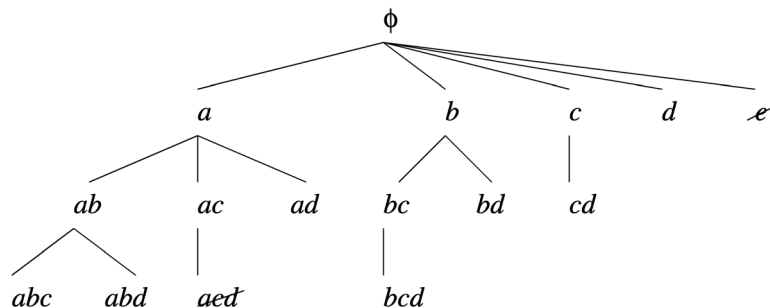 ϕ
a b c d e
ab ac ad bc bd cd
abc abd acd bcd